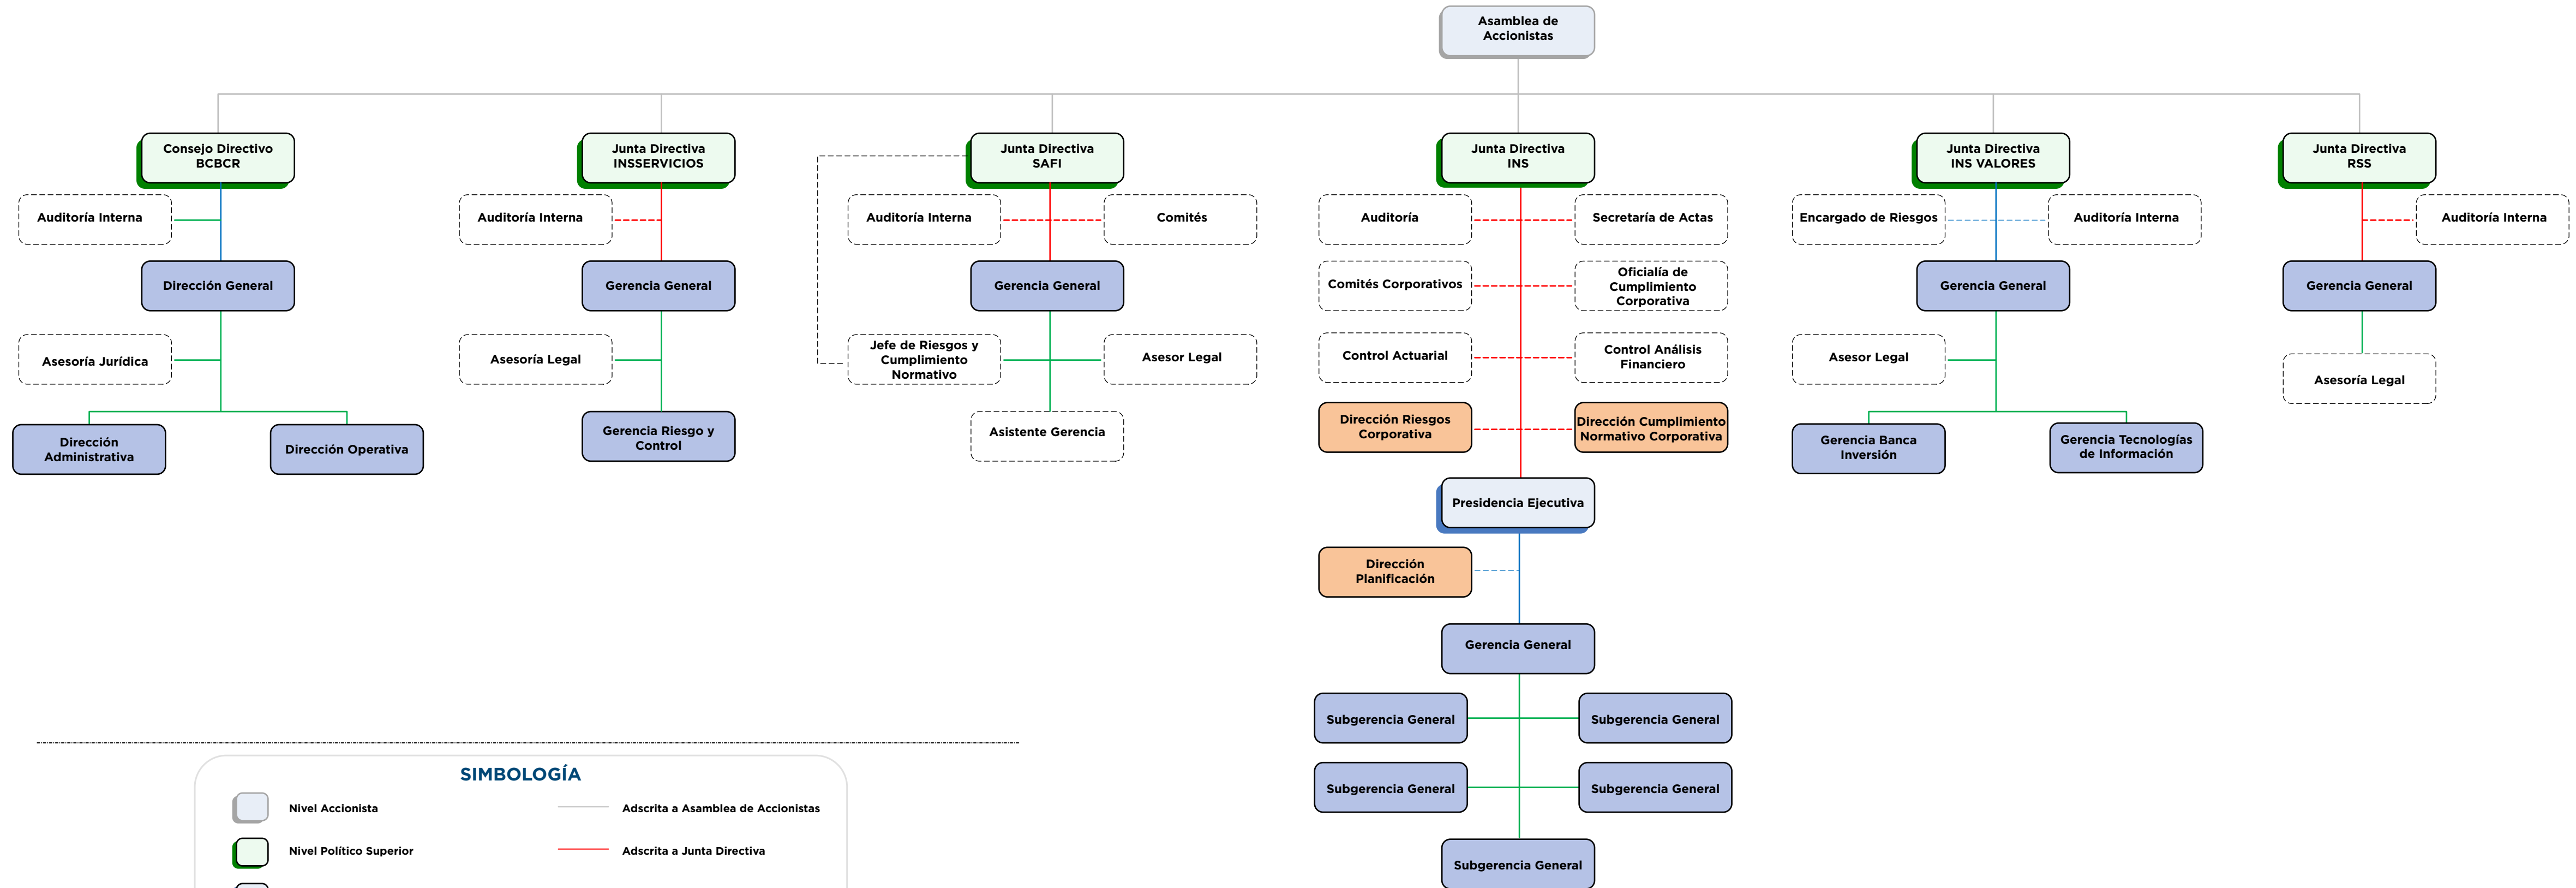 Asamblea de
Accionistas
Consejo Directivo
BCBCR
Junta Directiva
INSSERVICIOS
Junta Directiva
SAFI
Junta Directiva
INS
Junta Directiva
INS VALORES
Junta Directiva
RSS
Auditoría Interna
Auditoría Interna
Auditoría Interna
Comités
Auditoría
Secretaría de Actas
Encargado de Riesgos
Auditoría Interna
Auditoría Interna
Dirección General
Gerencia General
Gerencia General
Comités Corporativos
Oficialía de
Cumplimiento
Corporativa
Gerencia General
Gerencia General
Asesoría Jurídica
Asesoría Legal
Jefe de Riesgos y
Cumplimiento
Normativo
Asesor Legal
Control Actuarial
Control Análisis
Financiero
Asesor Legal
Asesoría Legal
Dirección
Administrativa
Dirección Operativa
Gerencia Riesgo y
Control
Asistente Gerencia
Dirección Riesgos
Corporativa
Dirección Cumplimiento
Normativo Corporativa
Gerencia Banca
Inversión
Gerencia Tecnologías
de Información
Presidencia Ejecutiva
Dirección
Planificación
Gerencia General
Subgerencia General
Subgerencia General
Subgerencia General
Subgerencia General
Subgerencia General
SIMBOLOGÍA
Nivel Accionista
Adscrita a Asamblea de Accionistas
Nivel Político Superior
Adscrita a Junta Directiva